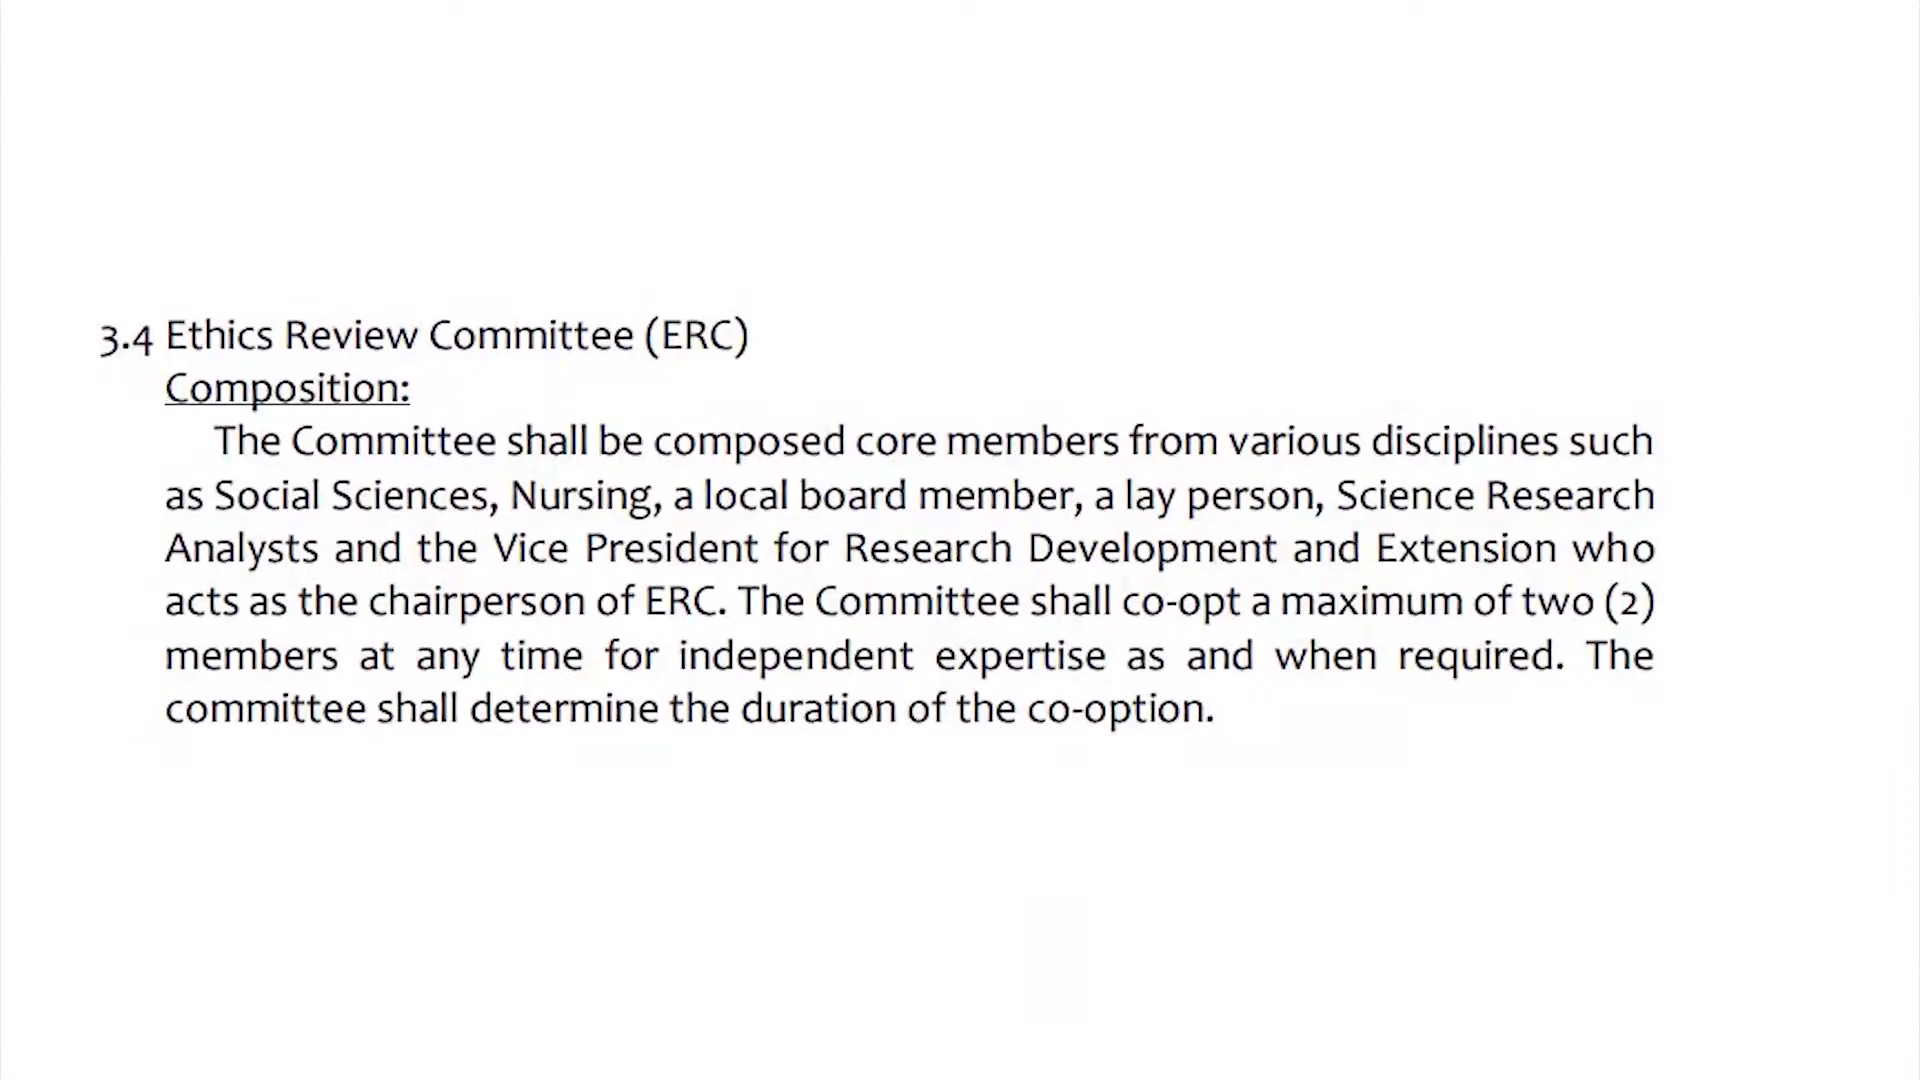 3.4 Ethics Review Committee (ERC)
Composition:
The Committee shall be composed core members from various disciplines such
as Social Sciences, Nursing, a local board member, a lay person, Science Research
Analysts and the Vice President for Research Development and Extension who
acts as the chairperson of ERC. The Committee shall co-opt a maximum of two (2)
members at any time for independent expertise as and when required. The
committee shall determine the duration of the co-option.